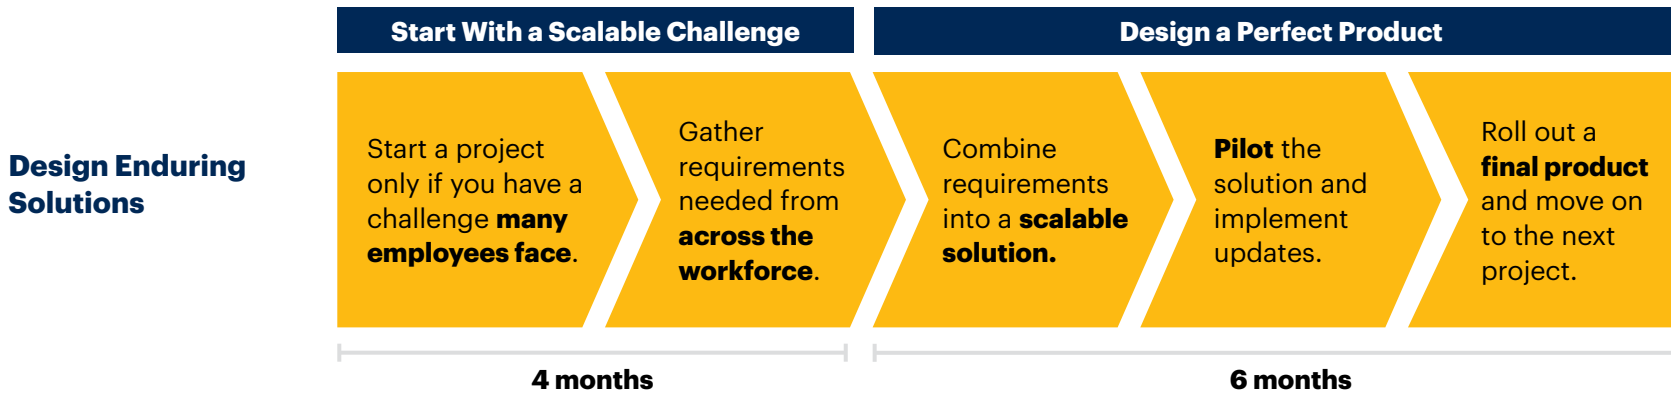 Start With a Scalable Challenge
Design a Perfect Product
Design Enduring
Solutions
Start a project
only if you have a
challenge many
employees face.
Gather
requirements
needed from
across the
workforce.
Combine
requirements
into a scalable
solution.
Pilot the
solution and
implement
updates.
Roll out a
final product
and move on
to the next
project.
4 months
6 months